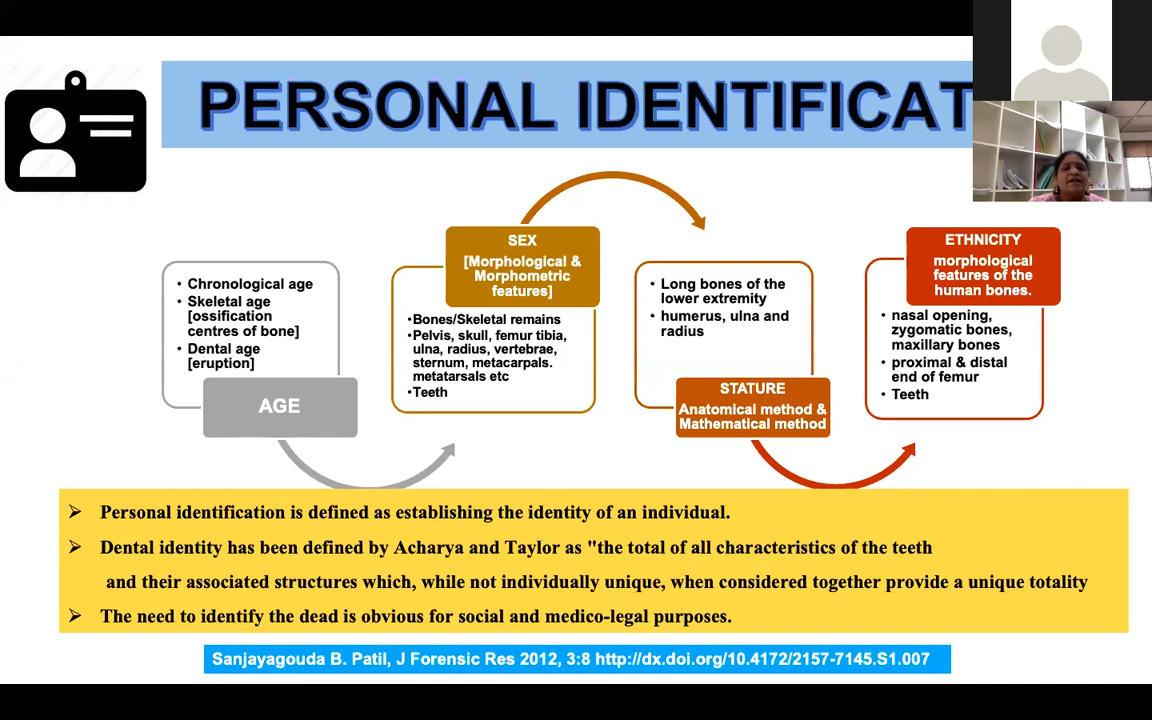 PERSONAL IDENTIFICAT
• Chronological age
• Skeletal age
[ossification
centres of bone]
• Dental age
[eruption]
AGE
SEX
[Morphological &
Morphometric
features]
•Bones/Skeletal remains
•Pelvis, skull, femur tibia,
ulna, radius, vertebrae,
sternum, metacarpals.
metatarsals etc
•Teeth
• Long bones of the
lower extremity
• humerus, ulna and
radius
STATURE
Anatomical method &
Mathematical method
ETHNICITY
morphological
features of the
human bones.
• nasal opening,
zygomatic bones,
maxillary bones
• proximal & distal
end of femur
• Teeth
➢ Personal identification is defined as establishing the identity of an individual.
➢ Dental identity has been defined by Acharya and Taylor as "the total of all characteristics of the teeth
and their associated structures which, while not individually unique, when considered together provide a unique totality
➢ The need to identify the dead is obvious for social and medico-legal purposes.
Sanjayagouda B. Patil, J Forensic Res 2012, 3:8 http://dx.doi.org/10.4172/2157-7145.S1.007